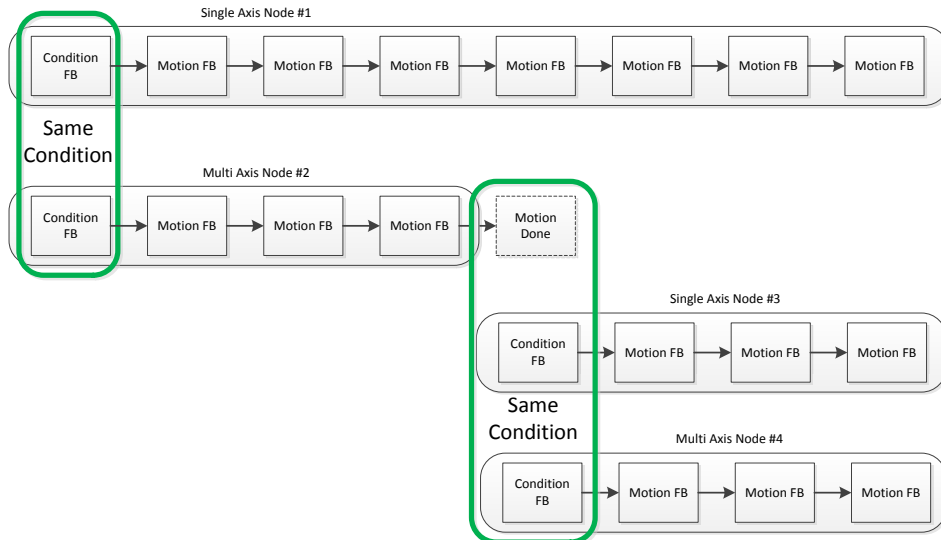 Single Axis Node #1
Condition
FB
Motion FB
Motion FB
Motion FB
Motion FB
Motion FB
Motion FB
Motion FB
Same
Condition
Multi Axis Node #2
Condition
FB
Motion FB
Motion FB
Motion FB
Motion
Done
Single Axis Node #3
Condition
FB
Motion FB
Motion FB
Motion FB
Same
Condition
Multi Axis Node #4
Condition
FB
Motion FB
Motion FB
Motion FB